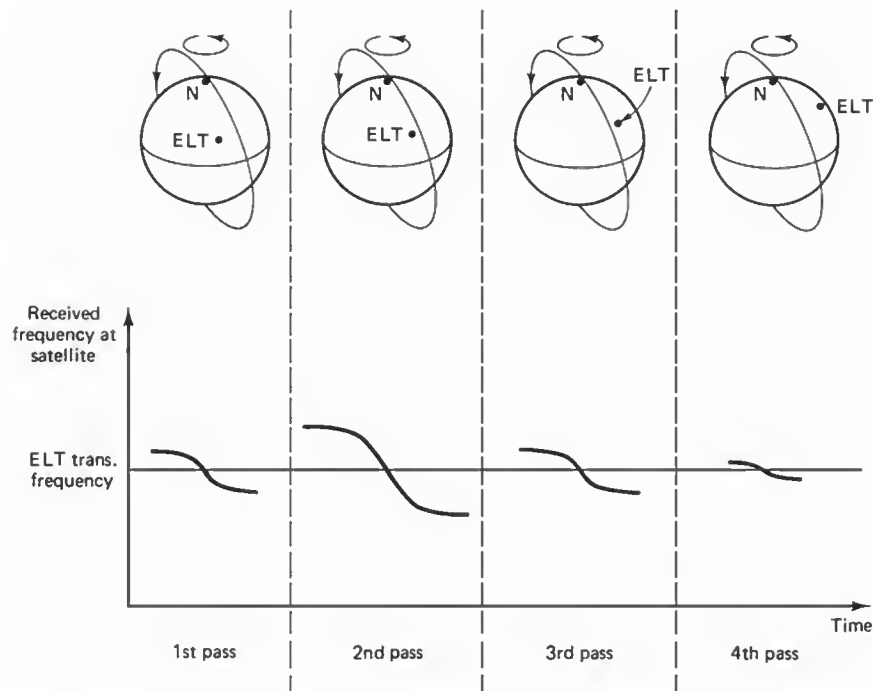 N
ELT
N
ELT
N
ELT
N
ELT
Received
frequency at
satellite
ELT trans.
frequency
Time
1st pass
2nd pass
3rd pass
4th pass